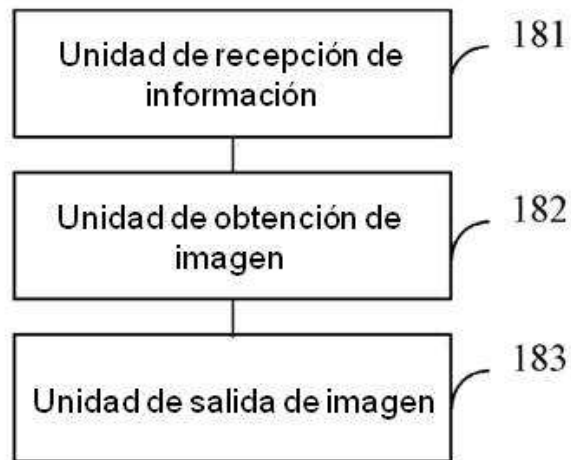 Unidad de recepción de
información
181
Unidad de obtención de
imagen
182
Unidad de salida de imagen
183